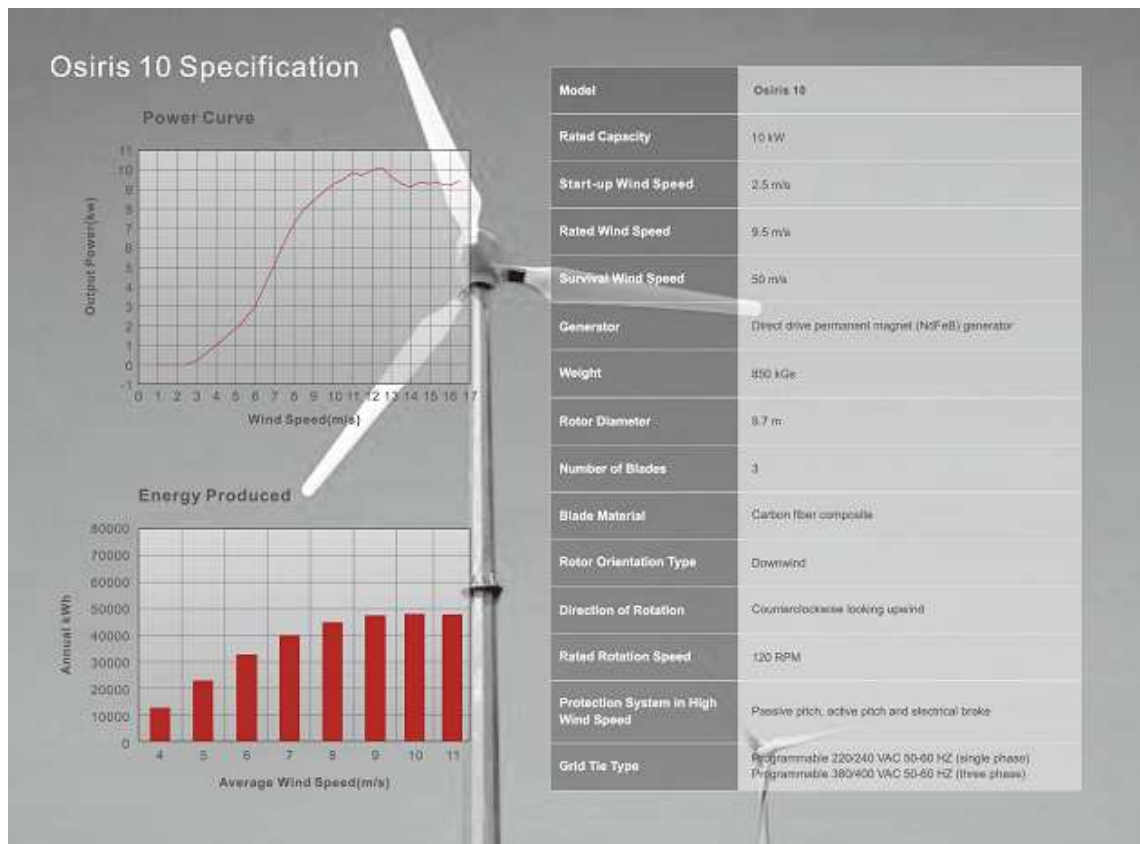 Osiris 10 Specification
Power Curve
Output Power(kw)
11
10
9
8
7
6
5
4
3
2
1
0
-1
0 1 2 3 4 5 6 7 8 9 10 11 12 13 14 15 16 17
Wind Speed(m/s)
Energy Produced
Annual kWh
80000
70000
60000
50000
40000
30000
20000
10000
0
4 5 6 7 8 9 10 11
Average Wind Speed(m/s)
Model Osiris 10
Rated Capacity 10 kW
Start-up Wind Speed 2.5 m/s
Rated Wind Speed 9.5 m/s
Survival Wind Speed 50 m/s
Generator Direct drive permanent magnet (NdFeB) generator
Weight 850 kGe
Rotor Diameter 9.7 m
Number of Blades 3
Blade Material Carbon fiber composite
Rotor Orientation Type Downwind
Direction of Rotation Counterclockwise looking upwind
Rated Rotation Speed 120 RPM
Protection System in High
Wind Speed
Passive pitch, active pitch and electrical brake
Grid Tie Type
Programmable 220/240 VAC 50-60 HZ (single phase)
Programmable 380/400 VAC 50-60 HZ (three phase)